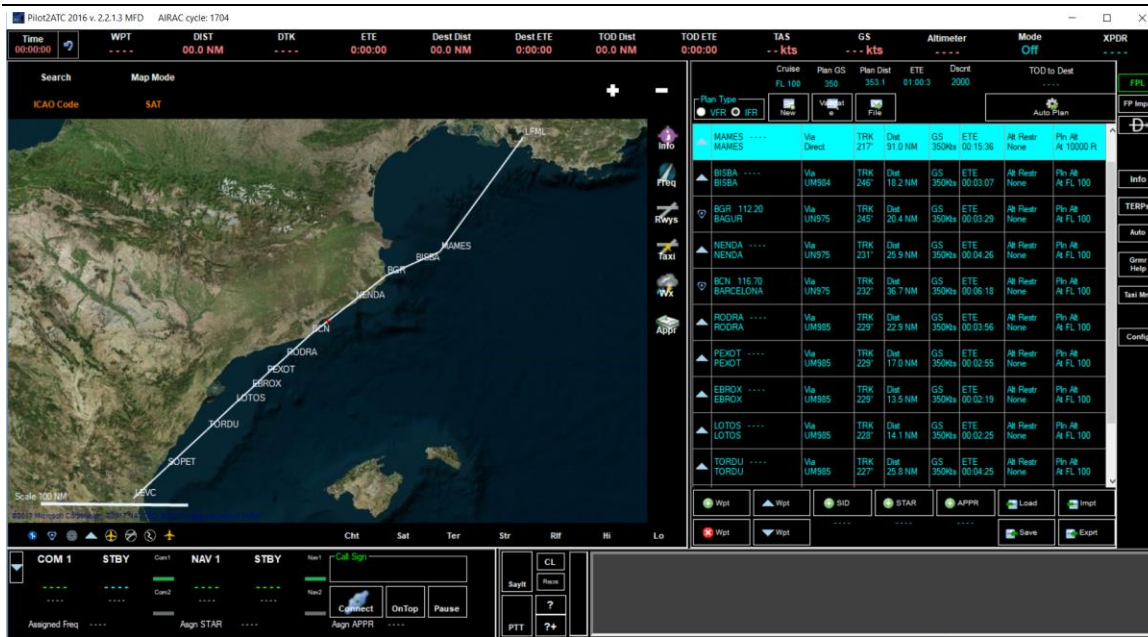 Pilot2ATC 2016 v. 2.2.1.3 MFD AIRAC cycle: 1704
Time WPT DIST DTK ETE Dest Dist Dest ETE TOD Dist TOD ETE TAS GS Altimeter Mode XPDR
00:00:00 ---- 00.0 NM ---- 0:00:00 00.0 NM 0:00:00 00.0 NM 0:00:00 -- kts --- kts ---- Off ----
Search Map Mode
ICAO Code SAT
+ −
LFML
MAMES
BISBA
BGR
NENDA
BCN
RODRA
PEXOT
EBROX
LOTOS
TORDU
SOPET
LEVC
Scale 100 NM
Info
Freq
Rwys
Taxi
Wx
Appr
Cht Sat Ter Str Rlf Hi Lo
Cruise Plan GS Plan Dist ETE Dscnt TOD to Dest
FL 100 350 353.1 01:00:3 2000 ----
Plan Type
VFR IFR
New
Validat
e
File
Auto Plan
MAMES ---- Via TRK Dist GS ETE Alt Restr Pln Alt
MAMES Direct 217° 91.0 NM 350Kts 00:15:36 None At 10000 Ft
BISBA ---- Via TRK Dist GS ETE Alt Restr Pln Alt
BISBA UM984 246° 18.2 NM 350Kts 00:03:07 None At FL 100
BGR 112.20 Via TRK Dist GS ETE Alt Restr Pln Alt
BAGUR UN975 245° 20.4 NM 350Kts 00:03:29 None At FL 100
NENDA ---- Via TRK Dist GS ETE Alt Restr Pln Alt
NENDA UN975 231° 25.9 NM 350Kts 00:04:26 None At FL 100
BCN 116.70 Via TRK Dist GS ETE Alt Restr Pln Alt
BARCELONA UN975 232° 36.7 NM 350Kts 00:06:18 None At FL 100
RODRA ---- Via TRK Dist GS ETE Alt Restr Pln Alt
RODRA UM985 229° 22.9 NM 350Kts 00:03:56 None At FL 100
PEXOT ---- Via TRK Dist GS ETE Alt Restr Pln Alt
PEXOT UM985 229° 17.0 NM 350Kts 00:02:55 None At FL 100
EBROX ---- Via TRK Dist GS ETE Alt Restr Pln Alt
EBROX UM985 229° 13.5 NM 350Kts 00:02:19 None At FL 100
LOTOS ---- Via TRK Dist GS ETE Alt Restr Pln Alt
LOTOS UM985 228° 14.1 NM 350Kts 00:02:25 None At FL 100
TORDU ---- Via TRK Dist GS ETE Alt Restr Pln Alt
TORDU UM985 227° 25.8 NM 350Kts 00:04:25 None At FL 100
Wpt Wpt SID STAR APPR Load Impt
Wpt Wpt ---- ---- ---- Save Exprt
FPL
FP Imp
D
Info
TERPs
Auto
Grmr
Help
Taxi Mn
Config
COM 1 STBY Com1 NAV 1 STBY Nav1 Call Sign
---- ---- ---- ----
---- ---- Com2 ---- ---- Nav2
Connect OnTop Pause
Assigned Freq ---- Asgn STAR ---- Asgn APPR ----
SayIt
PTT
CL
?
?+